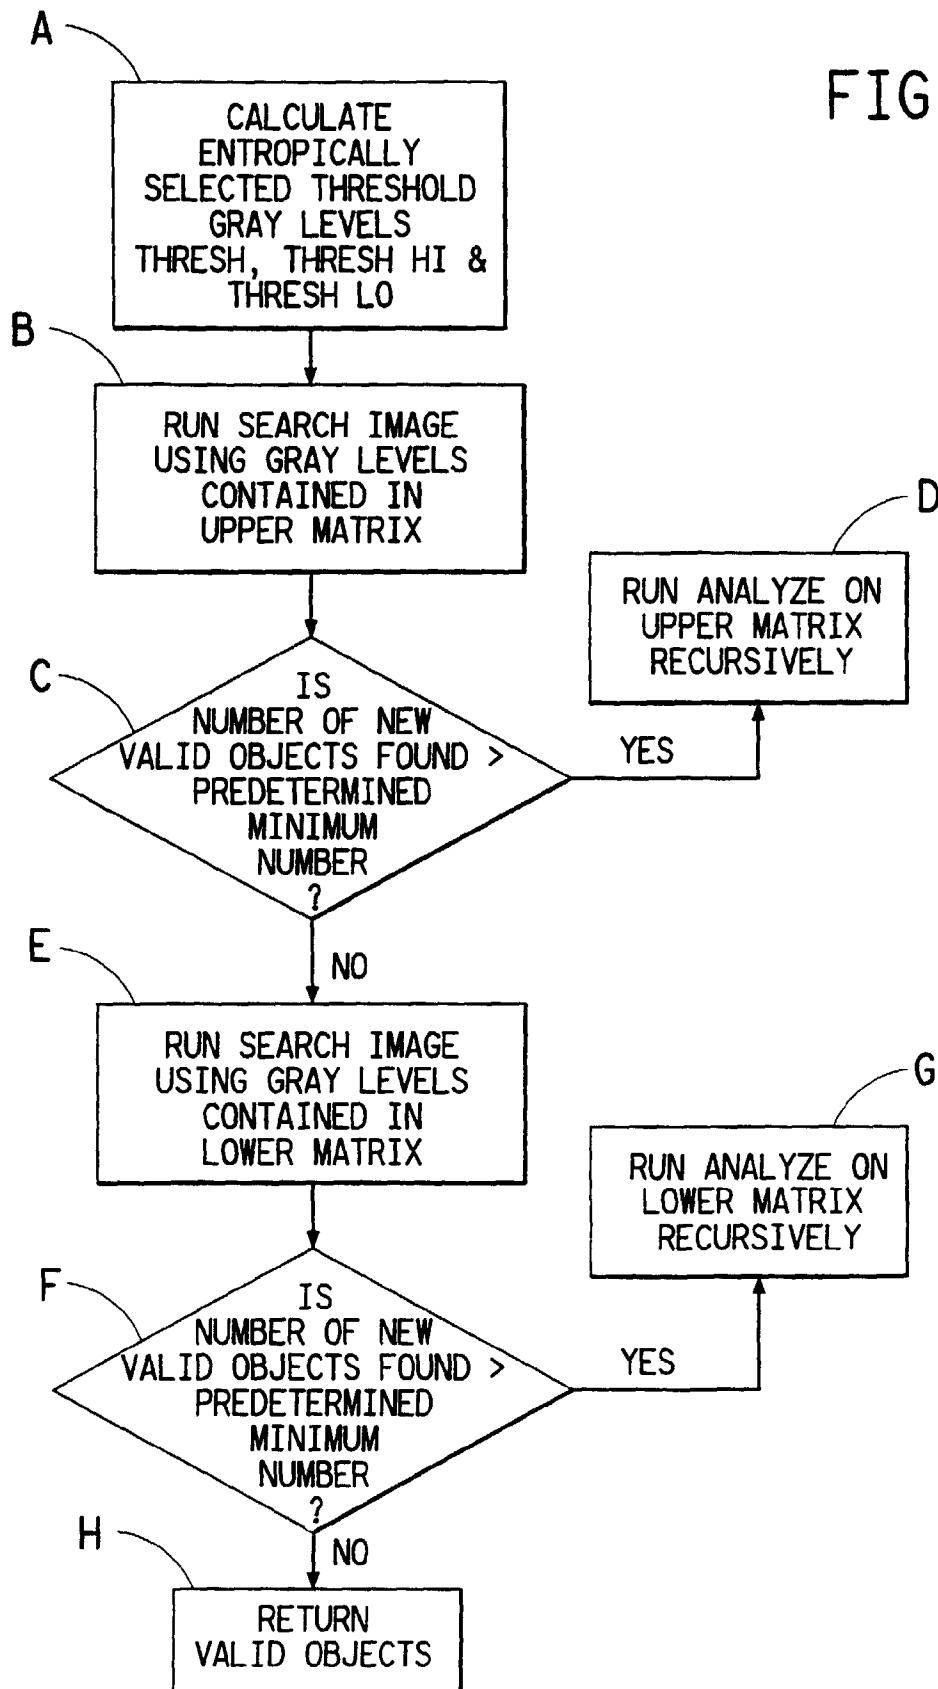 A
FIG
CALCULATE
ENTROPICALLY
SELECTED THRESHOLD
GRAY LEVELS
THRESH, THRESH HI &
THRESH LO
B
RUN SEARCH IMAGE
USING GRAY LEVELS
CONTAINED IN
UPPER MATRIX
D
RUN ANALYZE ON
UPPER MATRIX
RECURSIVELY
C
IS
NUMBER OF NEW
VALID OBJECTS FOUND >
PREDETERMINED
MINIMUM
NUMBER
?
YES
NO
E
RUN SEARCH IMAGE
USING GRAY LEVELS
CONTAINED IN
LOWER MATRIX
G
RUN ANALYZE ON
LOWER MATRIX
RECURSIVELY
F
IS
NUMBER OF NEW
VALID OBJECTS FOUND >
PREDETERMINED
MINIMUM
NUMBER
?
YES
NO
H
RETURN
VALID OBJECTS